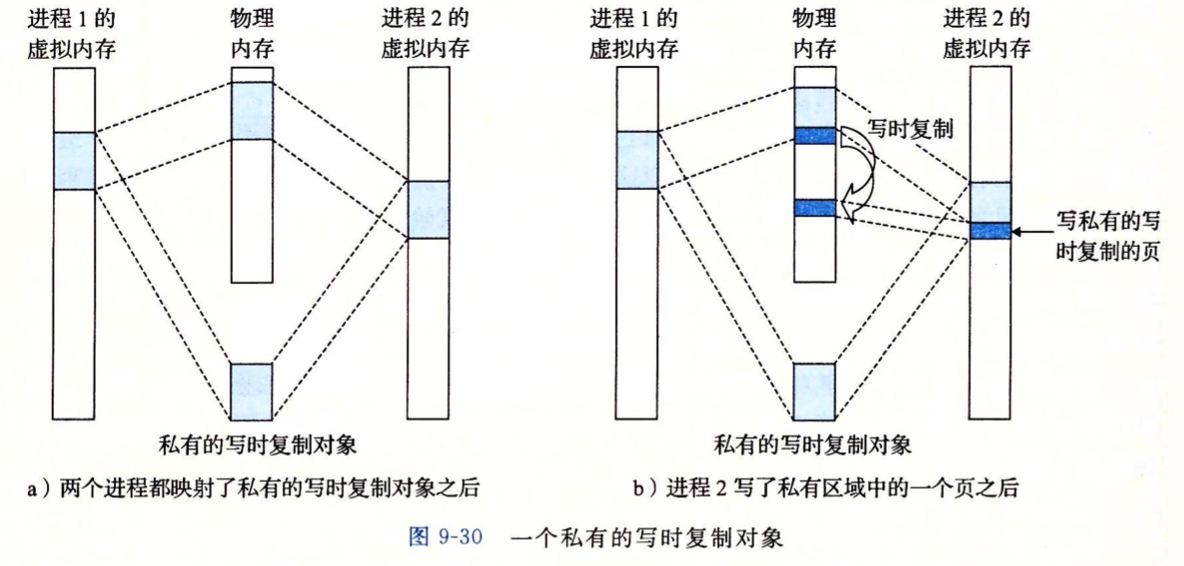 进程 1 的
虚拟内存
物理
内存
进程 2 的
虚拟内存
私有的写时复制对象
a）两个进程都映射了私有的写时复制对象之后
进程 1 的
虚拟内存
物理
内存
进程 2 的
虚拟内存
写时复制
写私有的写
时复制的页
私有的写时复制对象
b）进程 2 写了私有区域中的一个页之后
图 9-30 一个私有的写时复制对象